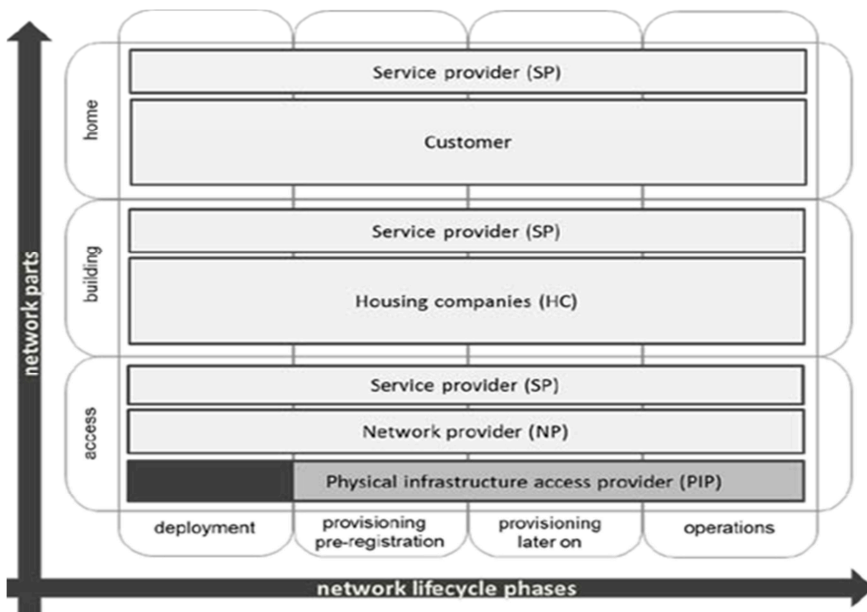 Service provider (SP)
home
Customer
Service provider (SP)
building
Housing companies (HC)
network parts
Service provider (SP)
access
Network provider (NP)
Physical infrastructure access provider (PIP)
deployment
provisioning
pre-registration
provisioning
later on
operations
network lifecycle phases